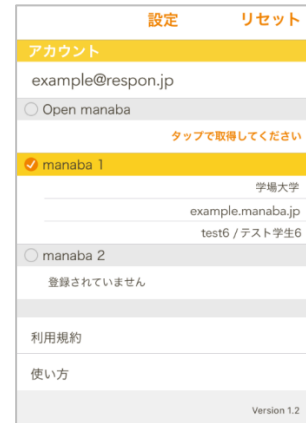 設定 リセット
アカウント
example@respon.jp
Open manaba
タップで取得してください
manaba 1
学場大学
example.manaba.jp
test6 / テスト学生6
manaba 2
登録されていません
利用規約
使い方
Version 1.2